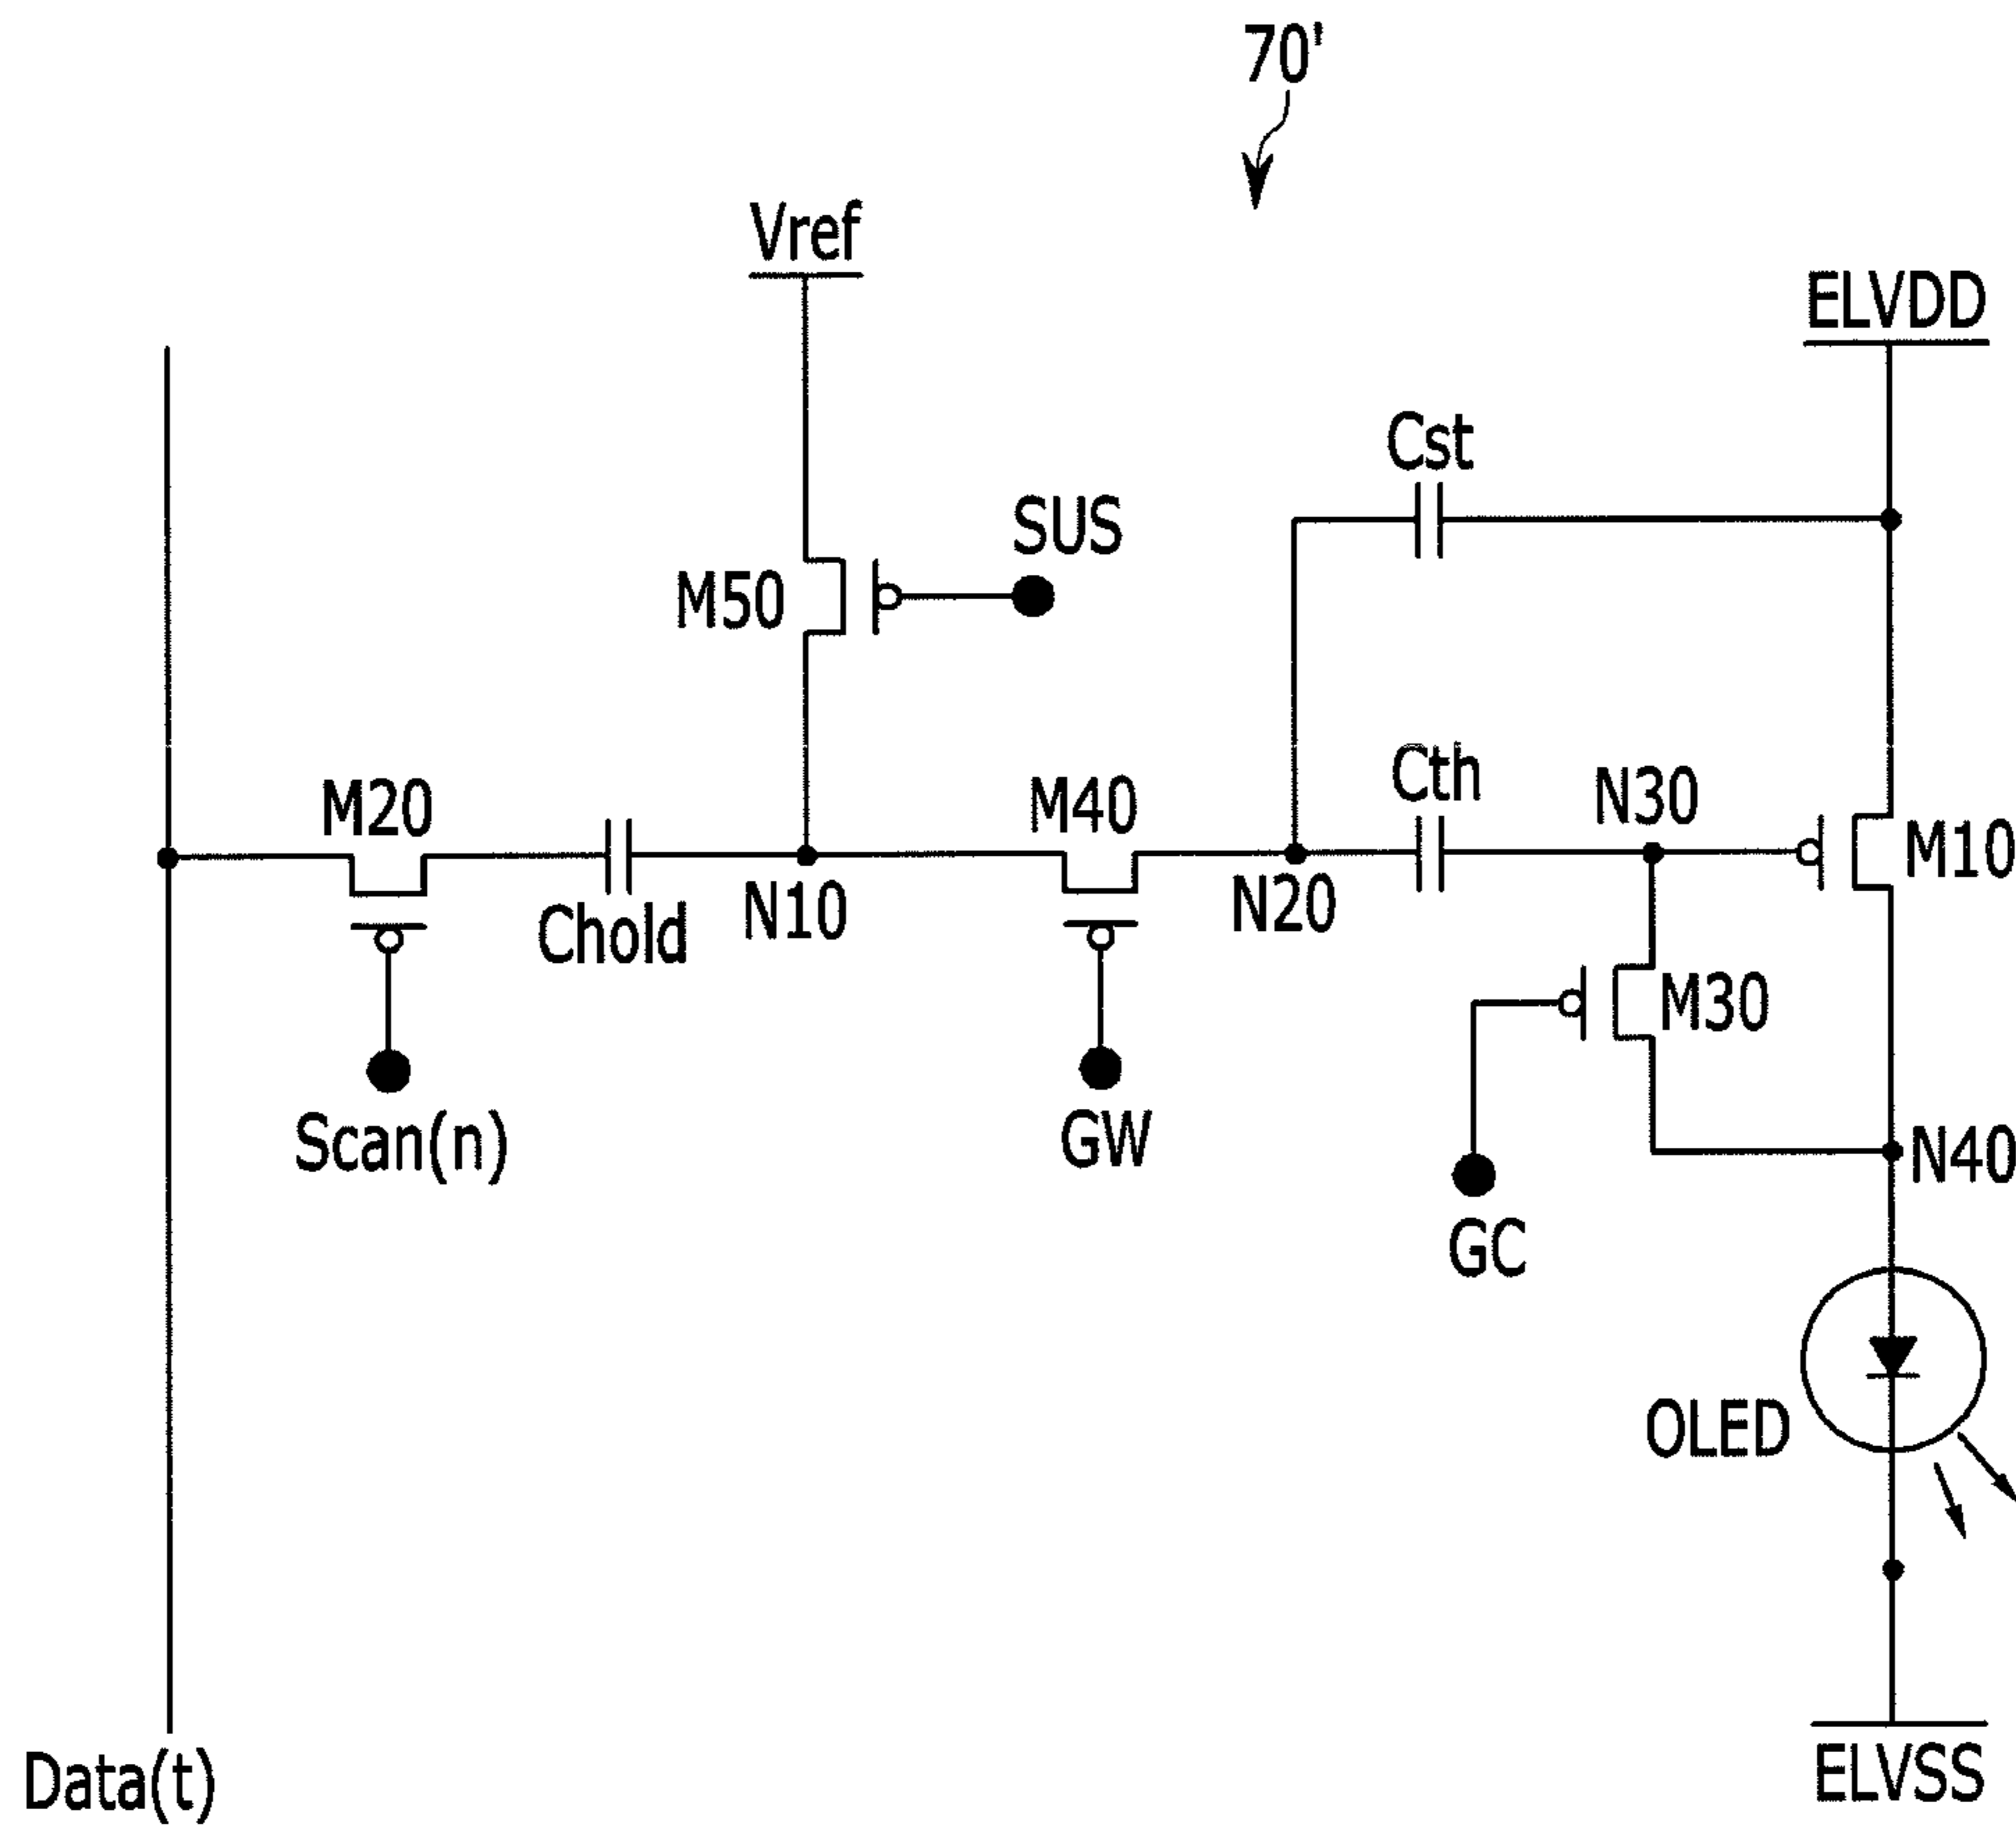 70'
Vref
ELVDD
Cst
SUS
M50
Cth
N30
M20
M40
M10
Chold
N10
N20
M30
Scan(n)
GW
N40
GC
OLED
Data(t)
ELVSS